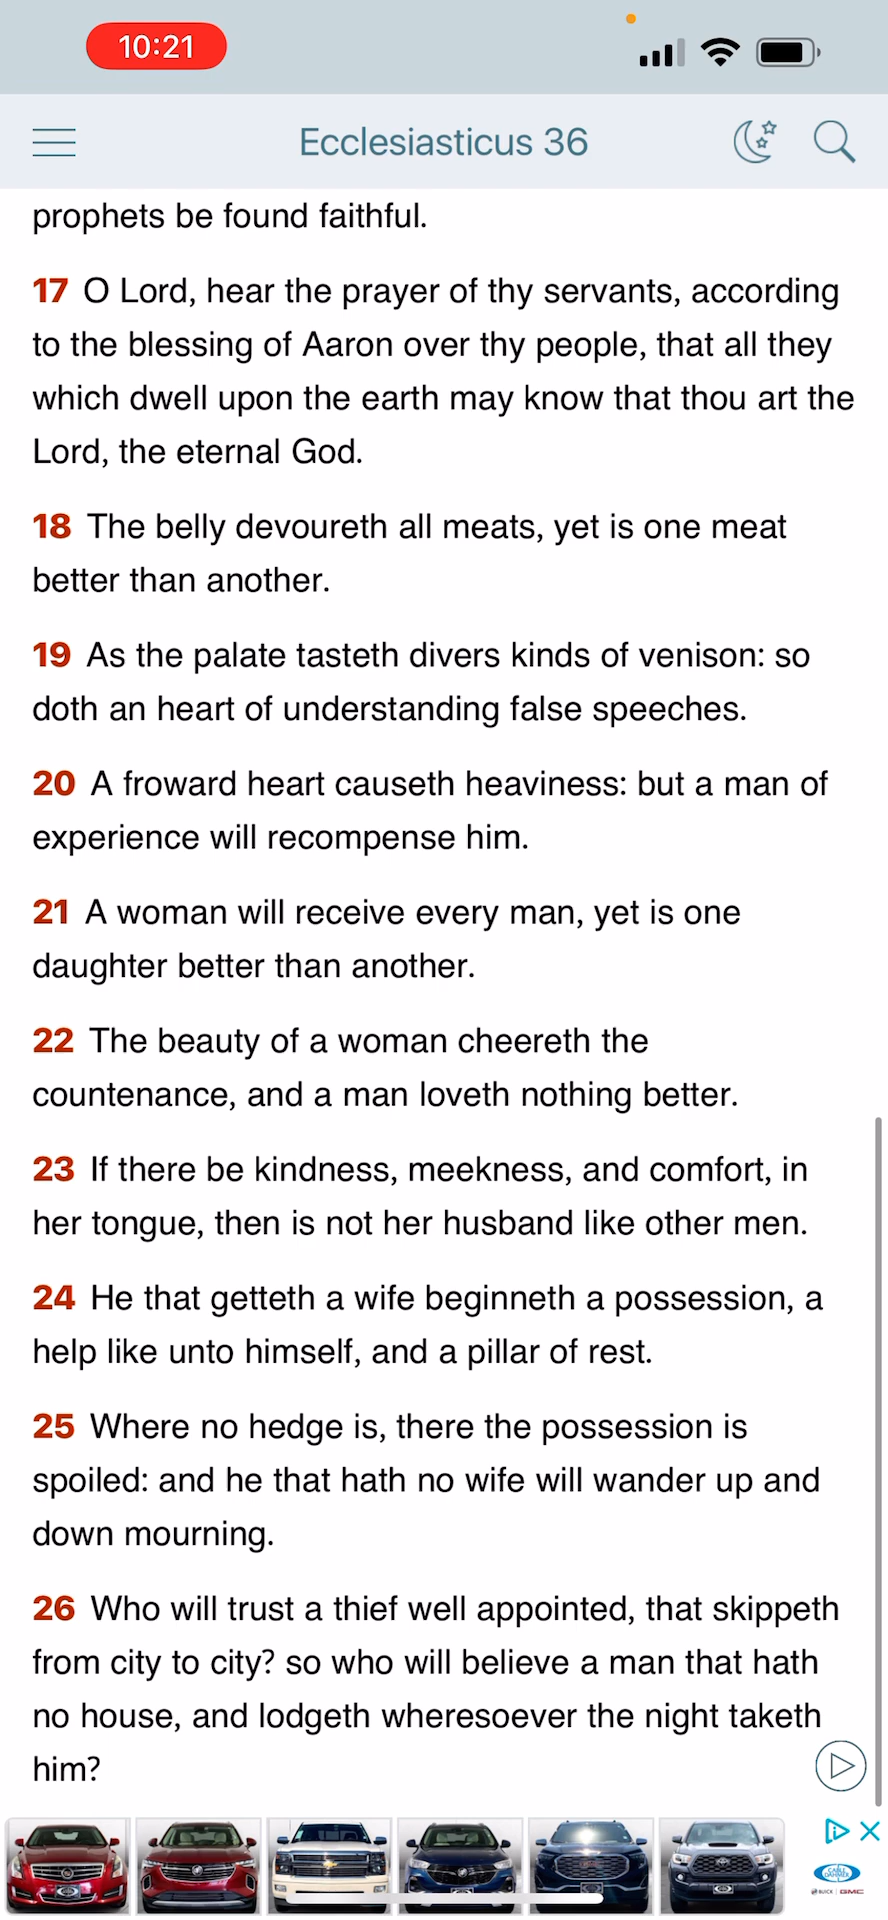 10:21
Ecclesiasticus 36
prophets be found faithful.
17 O Lord, hear the prayer of thy servants, according
to the blessing of Aaron over thy people, that all they
which dwell upon the earth may know that thou art the
Lord, the eternal God.
18 The belly devoureth all meats, yet is one meat
better than another.
19 As the palate tasteth divers kinds of venison: so
doth an heart of understanding false speeches.
20 A froward heart causeth heaviness: but a man of
experience will recompense him.
21 A woman will receive every man, yet is one
daughter better than another.
22 The beauty of a woman cheereth the
countenance, and a man loveth nothing better.
23 If there be kindness, meekness, and comfort, in
her tongue, then is not her husband like other men.
24 He that getteth a wife beginneth a possession, a
help like unto himself, and a pillar of rest.
25 Where no hedge is, there the possession is
spoiled: and he that hath no wife will wander up and
down mourning.
26 Who will trust a thief well appointed, that skippeth
from city to city? so who will believe a man that hath
no house, and lodgeth wheresoever the night taketh
him?
BUICK GMC